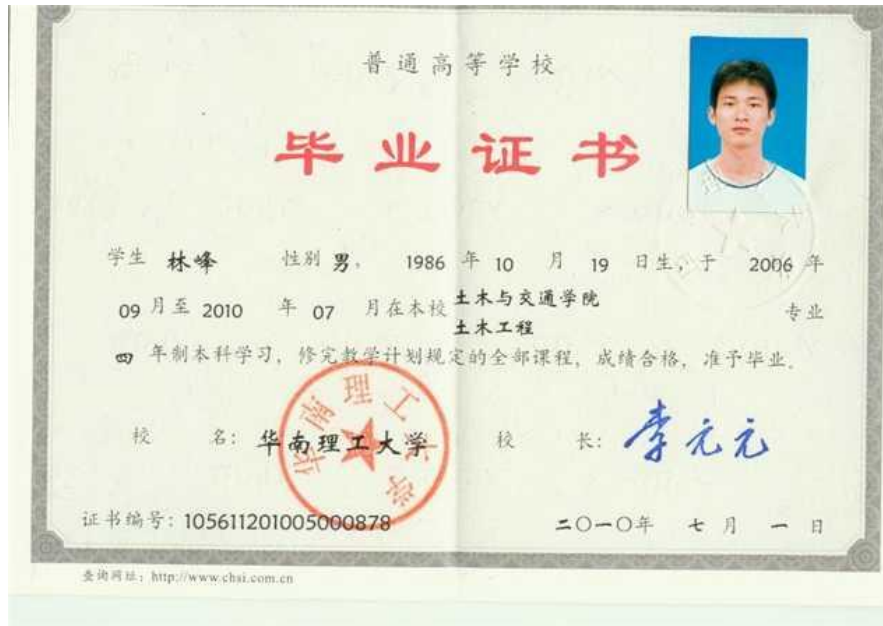 普通高等学校
毕业证书
学生 林峰 性别 男, 1986 年 10 月 19 日生,于 2006 年
09 月至 2010 年 07 月在本校 土木与交通学院
土木工程 专业
四 年制本科学习,修完教学计划规定的全部课程,成绩合格,准予毕业.
校 名: 华南理工大学 校 长: 李元元
华南理工大学
证书编号: 105611201005000878 二〇一〇年 七 月 一 日
查询网址: http://www.chsi.com.cn